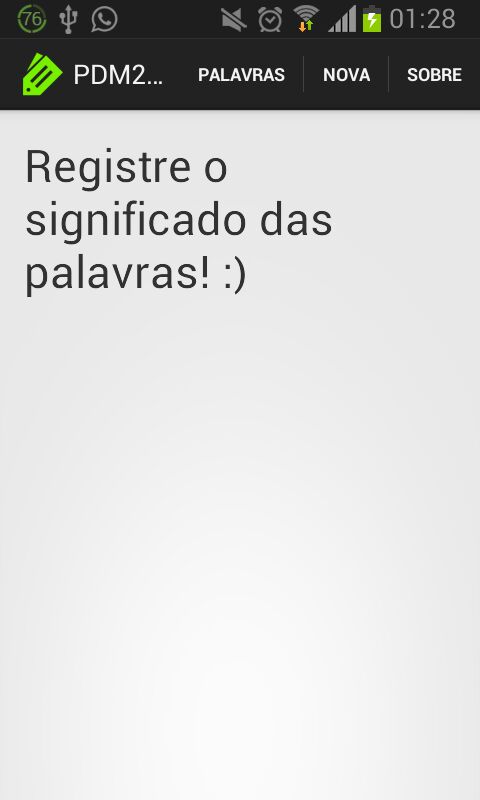 76 01:28
PDM2... PALAVRAS NOVA SOBRE
Registre o
significado das
palavras! :)